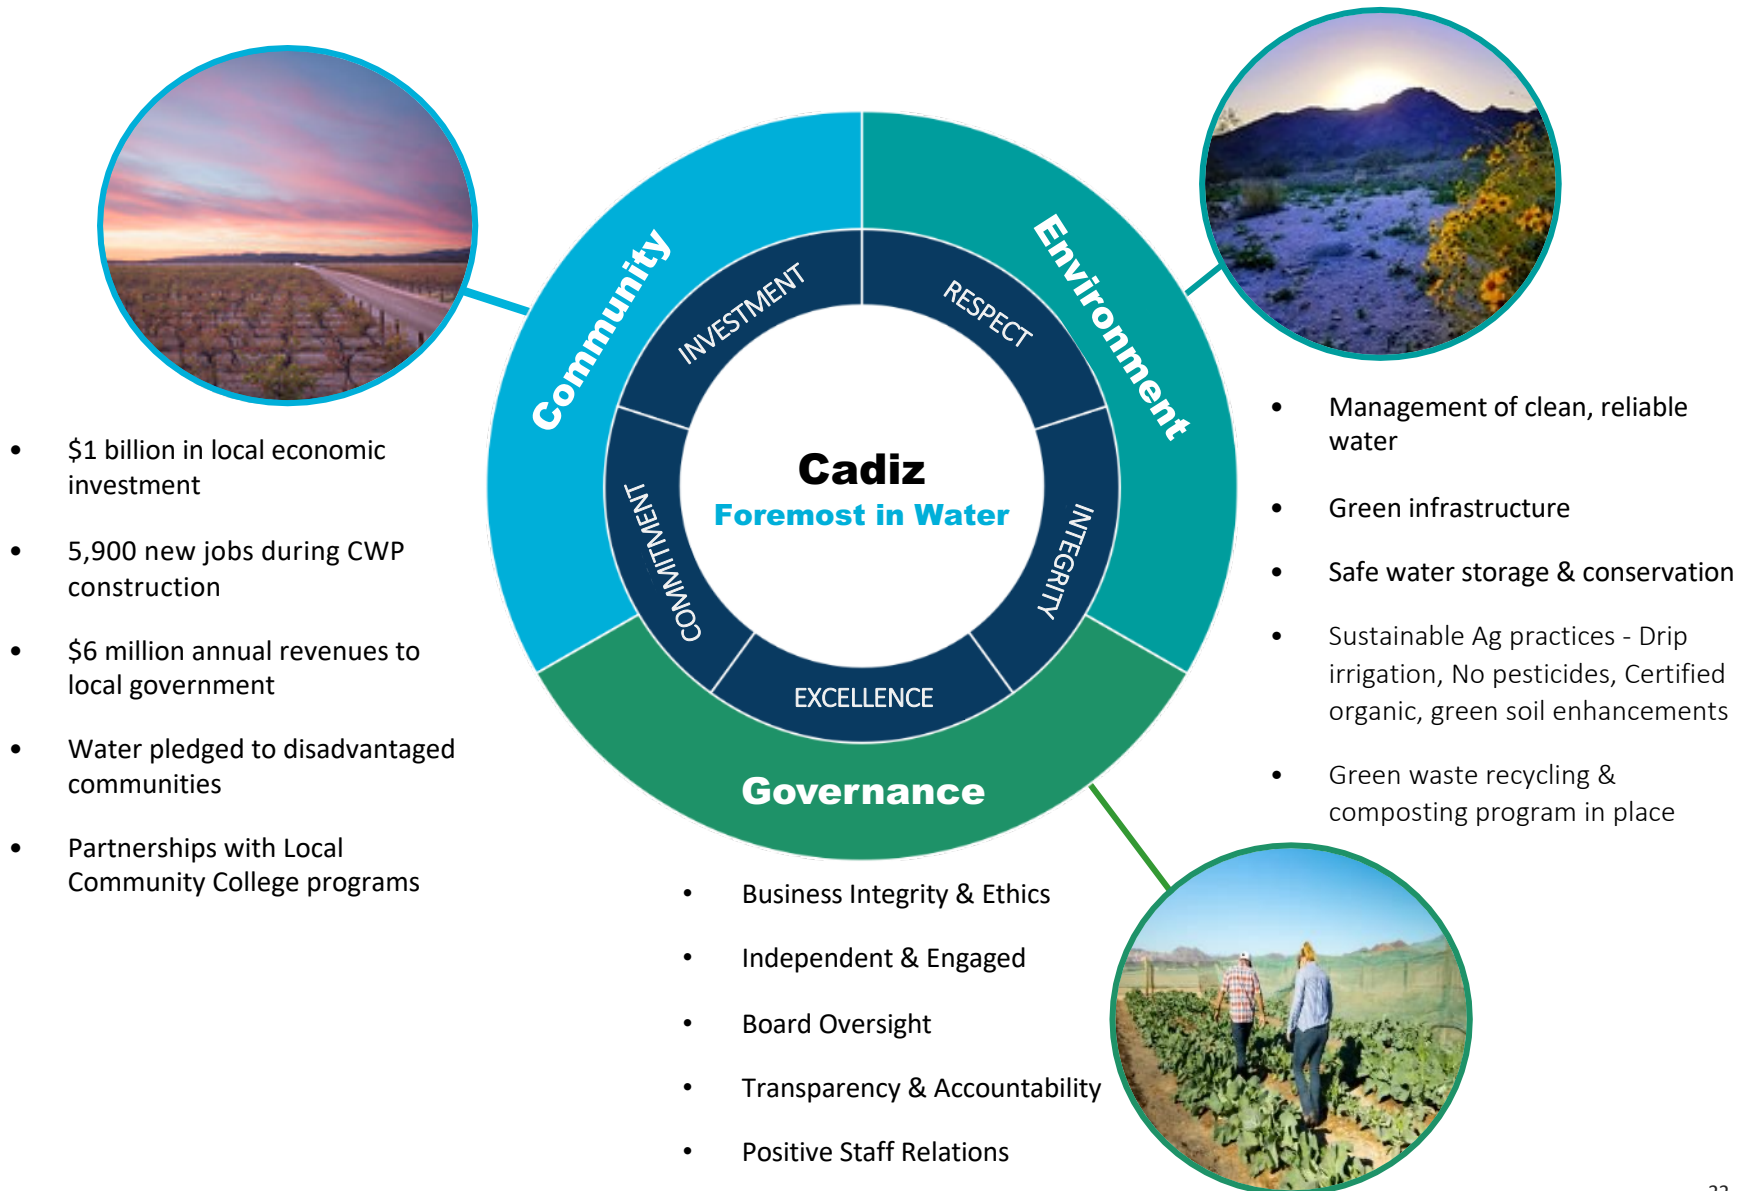 Community
Environment
Governance
INVESTMENT
RESPECT
INTEGRITY
EXCELLENCE
COMMITMENT
Cadiz
Foremost in Water
• $1 billion in local economic
investment
• 5,900 new jobs during CWP
construction
• $6 million annual revenues to
local government
• Water pledged to disadvantaged
communities
• Partnerships with Local
Community College programs
• Management of clean, reliable
water
• Green infrastructure
• Safe water storage & conservation
• Sustainable Ag practices - Drip
irrigation, No pesticides, Certified
organic, green soil enhancements
• Green waste recycling &
composting program in place
• Business Integrity & Ethics
• Independent & Engaged
• Board Oversight
• Transparency & Accountability
• Positive Staff Relations